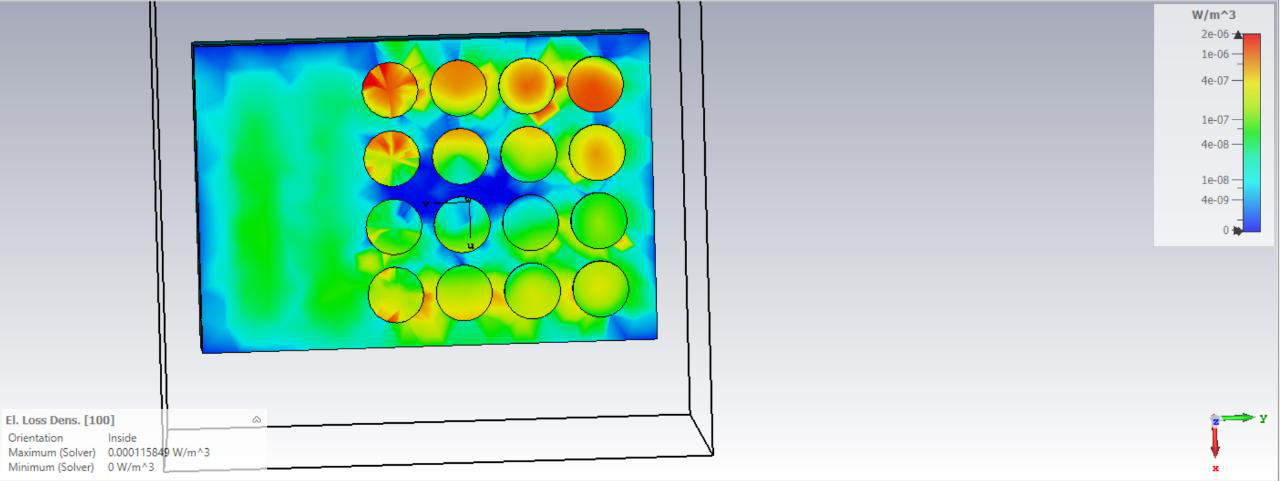 W/m^3
2e-06
1e-06
4e-07
1e-07
4e-08
1e-08
4e-09
0
v w
u
El. Loss Dens. [100]
Orientation Inside
Maximum (Solver) 0.000115849 W/m^3
Minimum (Solver) 0 W/m^3
z y
x